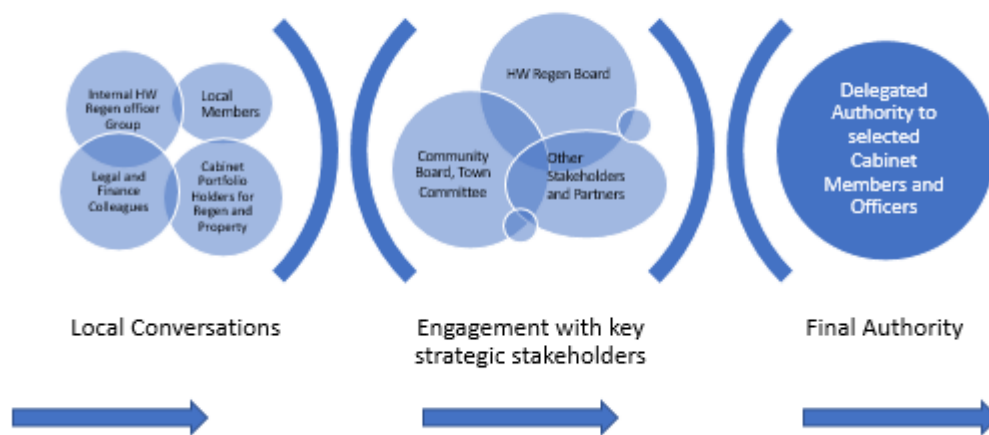 Internal HW
Regen officer
Group
Local
Members
Legal and
Finance
Colleagues
Cabinet
Portfolio
Holders for
Regen and
Property
HW Regen Board
Community
Board, Town
Committee
Other
Stakeholders
and Partners
Delegated
Authority to
selected
Cabinet
Members and
Officers
Local Conversations
Engagement with key
strategic stakeholders
Final Authority